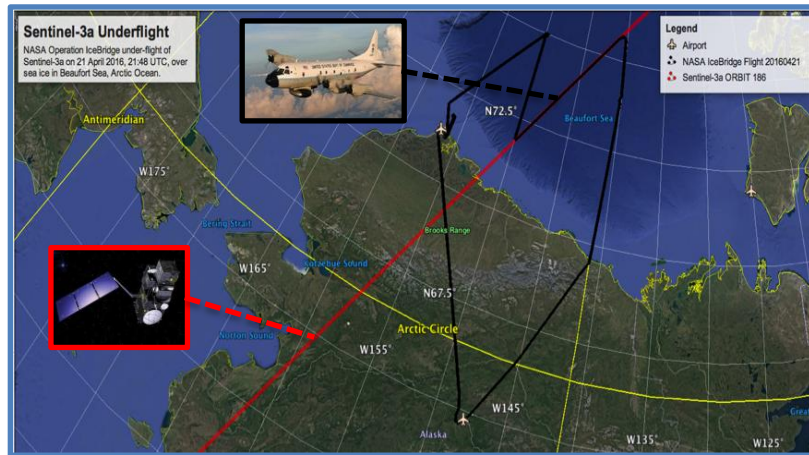 Sentinel-3a Underflight
NASA Operation IceBridge under-flight of
Sentinel-3a on 21 April 2016, 21:48 UTC, over
sea ice in Beaufort Sea, Arctic Ocean.
Legend
Airport
NASA IceBridge Flight 20160421
Sentinel-3a ORBIT 186
Antimeridian
N72.5°
Beaufort Sea
W175°
Bering Strait
Brooks Range
W165°
Kotzebue Sound
N67.5°
Norton Sound
Arctic Circle
W155°
W145°
Great
Alaska
W135°
W125°